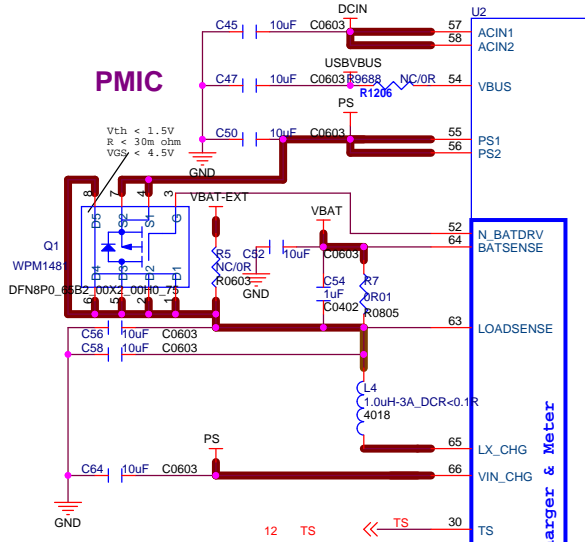 DCIN
U2
C45 10uF C0603
57 ACIN1
58 ACIN2
PMIC
USBVBUS
C47 10uF C0603 R9688 NC/0R
R1206
54 VBUS
PS
Vth < 1.5V
R < 30m ohm
VGS < 4.5V
C50 10uF C0603
55 PS1
56 PS2
GND
8 7 4 3
VBAT-EXT
D5 S2 S1 G
VBAT
52 N_BATDRV
64 BATSENSE
Q1
WPM1481
R5
NC/0R
R0603
C52 10uF C0603
GND
C54
1uF
C0402
R7
0R01
R0805
D4 D3 D2 D1
DFN8P0_65B2_00X2_00H0_75
6 5 2 1
63 LOADSENSE
C56 10uF C0603
C58 10uF C0603
L4
1.0uH-3A_DCR<0.1R
4018
PS
65 LX_CHG
C64 10uF C0603
66 VIN_CHG
GND
12 TS
TS
30 TS
arger & Meter